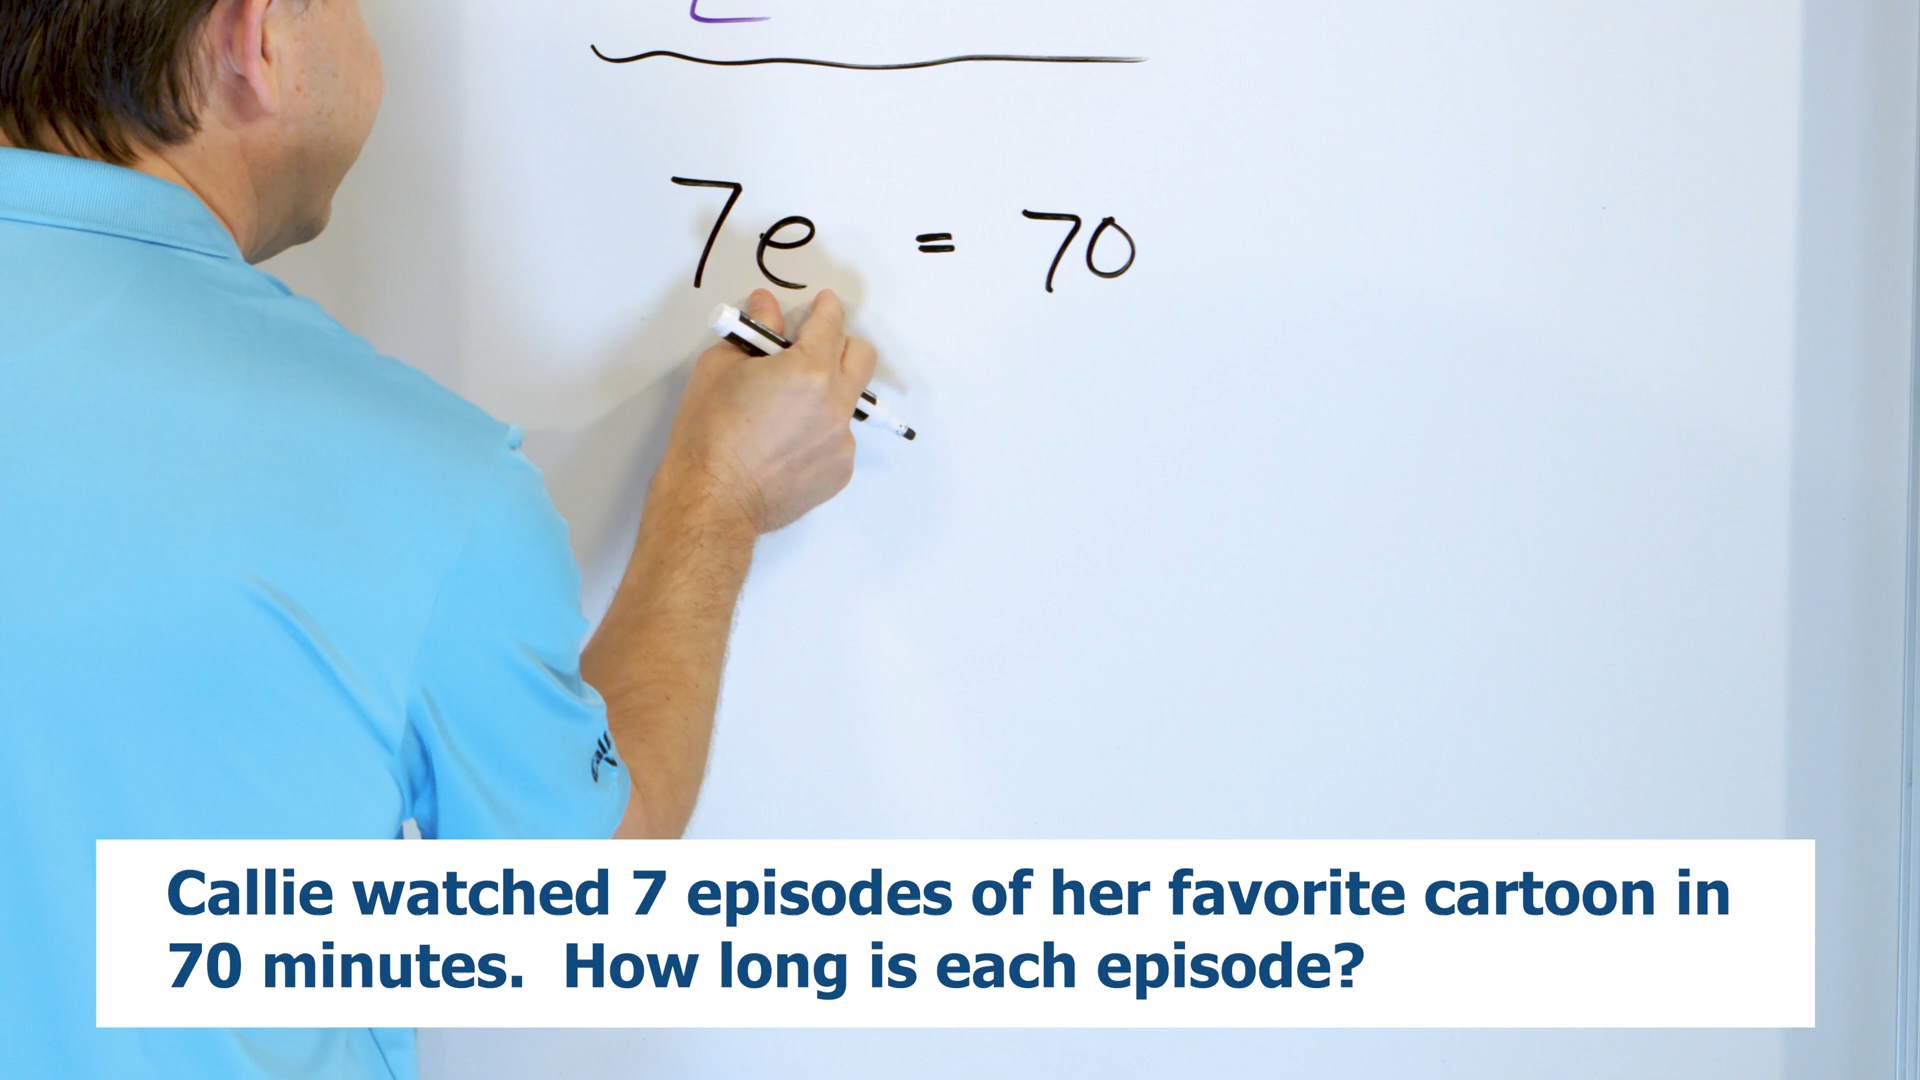 7e = 70
Callie watched 7 episodes of her favorite cartoon in
70 minutes.  How long is each episode?